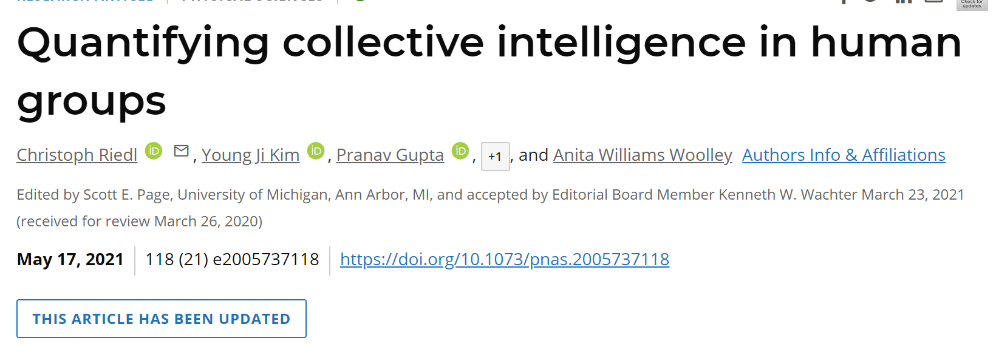 Quantifying collective intelligence in human
groups
Christoph Riedl iD , Young Ji Kim iD , Pranav Gupta iD , +1 , and Anita Williams Woolley Authors Info & Affiliations
Edited by Scott E. Page, University of Michigan, Ann Arbor, MI, and accepted by Editorial Board Member Kenneth W. Wachter March 23, 2021
(received for review March 26, 2020)
May 17, 2021 118 (21) e2005737118 https://doi.org/10.1073/pnas.2005737118
THIS ARTICLE HAS BEEN UPDATED